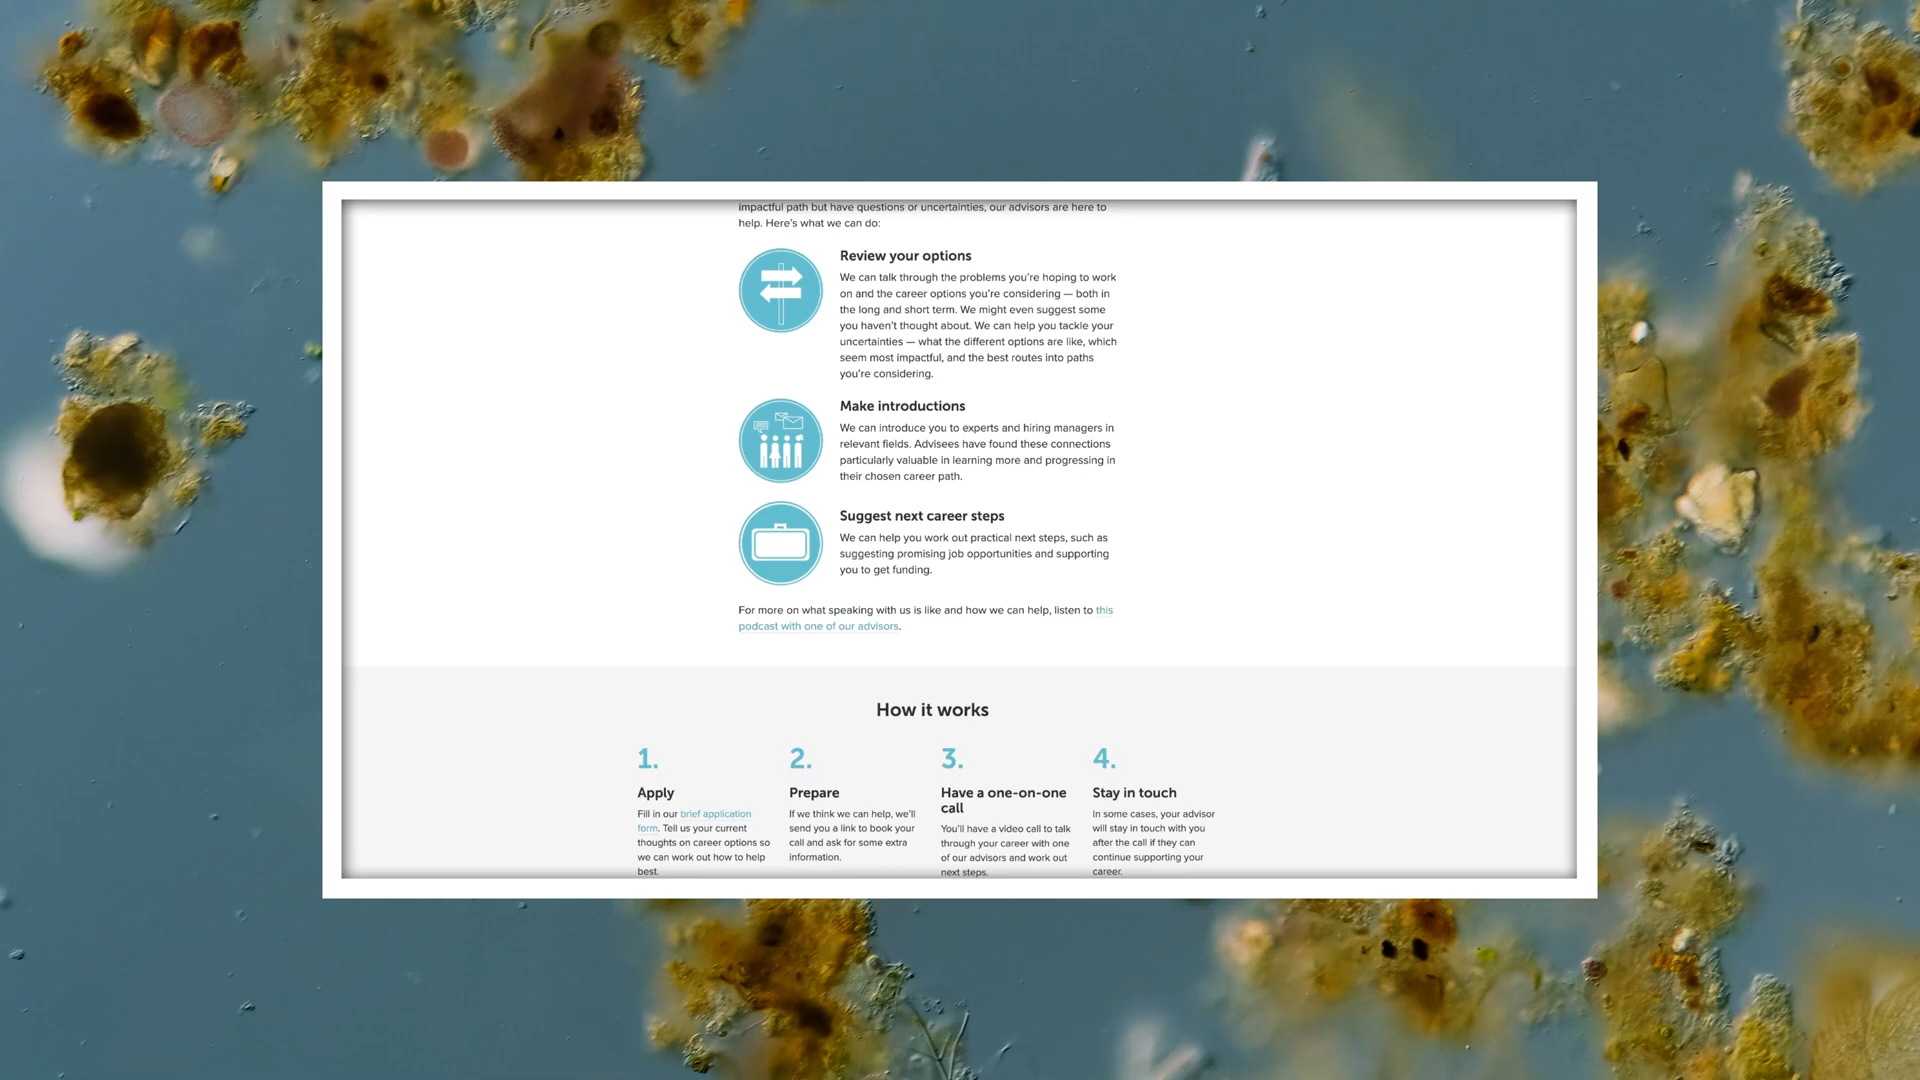 impactful path but have questions or uncertainties, our advisors are here to
help. Here's what we can do:
Review your options
We can talk through the problems you're hoping to work
on and the career options you're considering — both in
the long and short term. We might even suggest some
you haven't thought about. We can help you tackle your
uncertainties — what the different options are like, which
seem most impactful, and the best routes into paths
you're considering.
Make introductions
We can introduce you to experts and hiring managers in
relevant fields. Advisees have found these connections
particularly valuable in learning more and progressing in
their chosen career path.
Suggest next career steps
We can help you work out practical next steps, such as
suggesting promising job opportunities and supporting
you to get funding.
For more on what speaking with us is like and how we can help, listen to this
podcast with one of our advisors.
How it works
1.
Apply
Fill in our brief application
form. Tell us your current
thoughts on career options so
we can work out how to help
best.
2.
Prepare
If we think we can help, we'll
send you a link to book your
call and ask for some extra
information.
3.
Have a one-on-one
call
You'll have a video call to talk
through your career with one
of our advisors and work out
next steps.
4.
Stay in touch
In some cases, your advisor
will stay in touch with you
after the call if they can
continue supporting your
career.